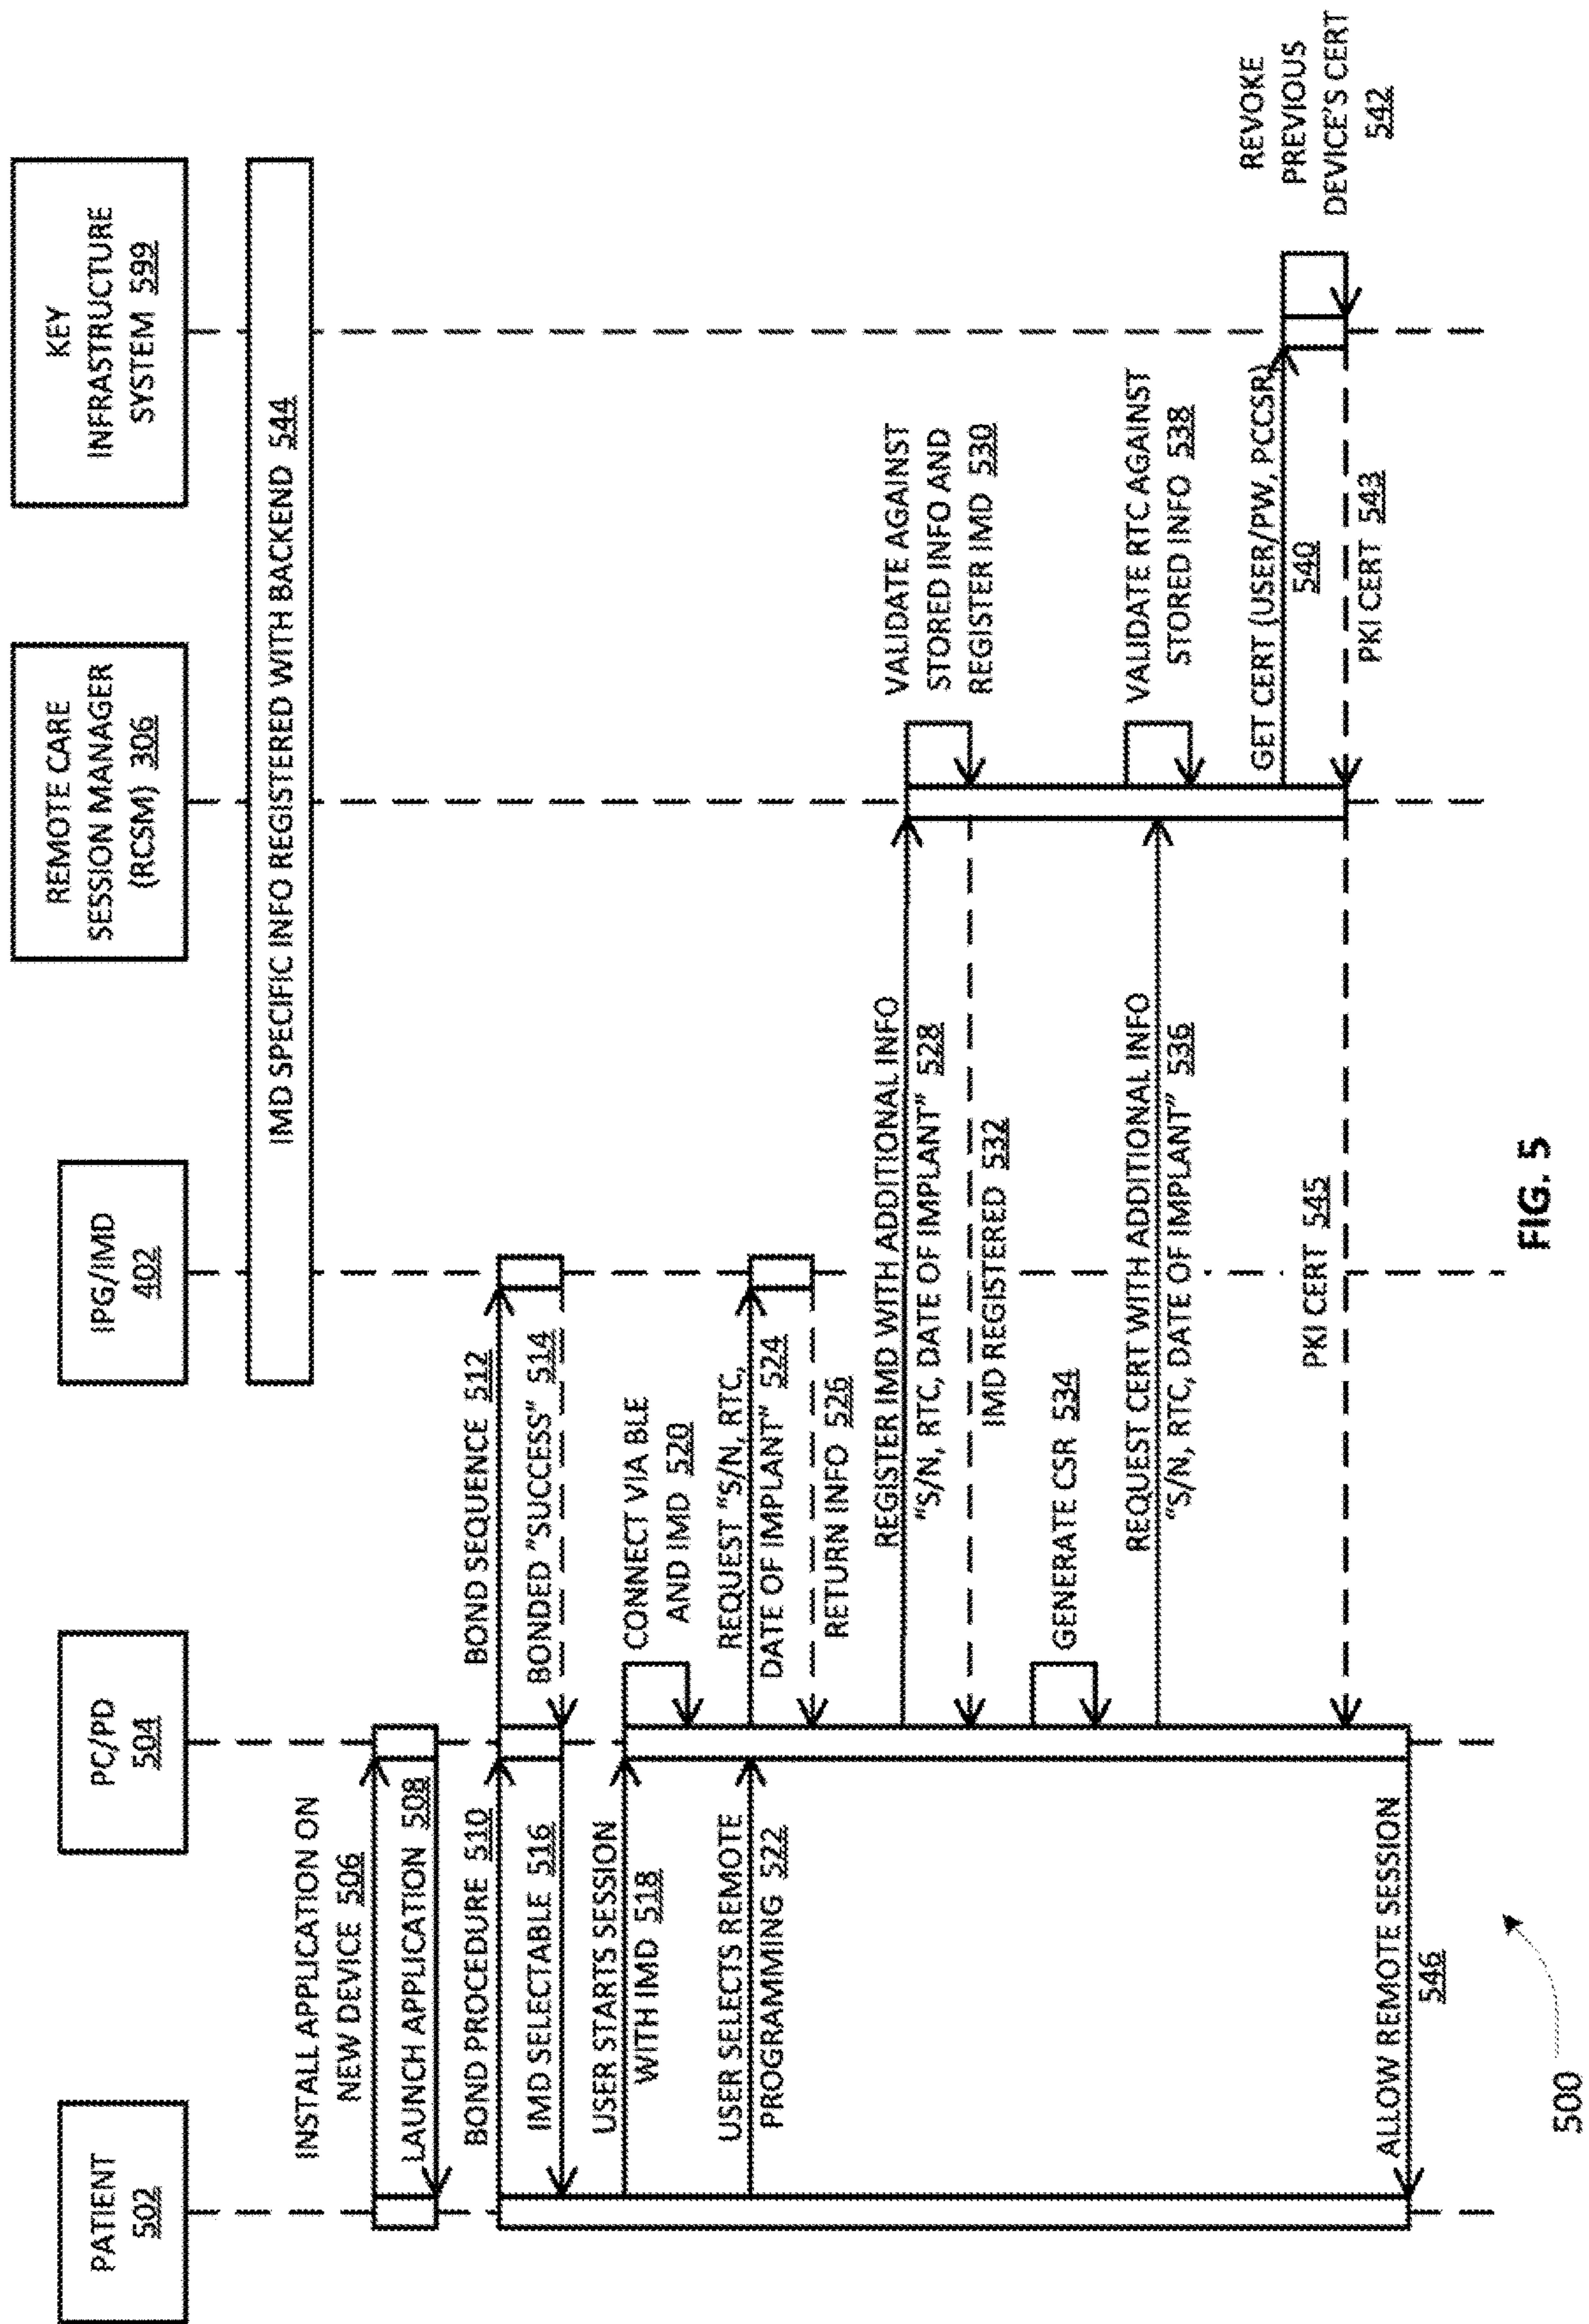 PATIENT
502
PC/PD
504
IPG/IMD
402
REMOTE CARE
SESSION MANAGER
(RCSM) 306
KEY
INFRASTRUCTURE
SYSTEM 599
IMD SPECIFIC INFO REGISTERED WITH BACKEND 544
INSTALL APPLICATION ON
NEW DEVICE 506
LAUNCH APPLICATION 508
BOND PROCEDURE 510
BOND SEQUENCE 512
BONDED "SUCCESS" 514
IMD SELECTABLE 516
USER STARTS SESSION
WITH IMD 518
CONNECT VIA BLE
AND IMD 520
USER SELECTS REMOTE
PROGRAMMING 522
REQUEST "S/N, RTC,
DATE OF IMPLANT" 524
RETURN INFO 526
REGISTER IMD WITH ADDITIONAL INFO
"S/N, RTC, DATE OF IMPLANT" 528
VALIDATE AGAINST
STORED INFO AND
REGISTER IMD 530
IMD REGISTERED 532
GENERATE CSR 534
REQUEST CERT WITH ADDITIONAL INFO
"S/N, RTC, DATE OF IMPLANT" 536
VALIDATE RTC AGAINST
STORED INFO 538
GET CERT (USER/PW, PCCSR)
540
REVOKE
PREVIOUS
DEVICE'S CERT
542
PKI CERT 543
PKI CERT 545
ALLOW REMOTE SESSION
546
500
FIG. 5